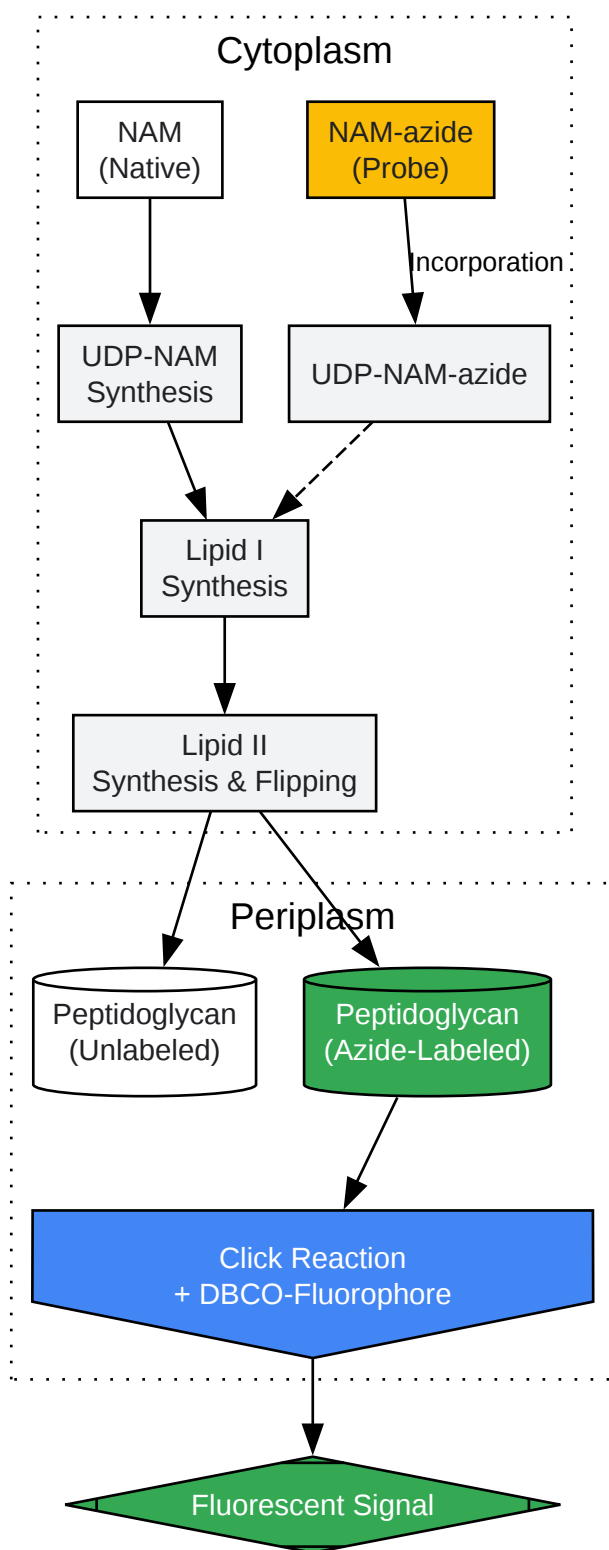 Cytoplasm
NAM
(Native)
NAM-azide
(Probe)
Incorporation
UDP-NAM
Synthesis
UDP-NAM-azide
Lipid I
Synthesis
Lipid II
Synthesis & Flipping
Periplasm
Peptidoglycan
(Unlabeled)
Peptidoglycan
(Azide-Labeled)
Click Reaction
+ DBCO-Fluorophore
Fluorescent Signal